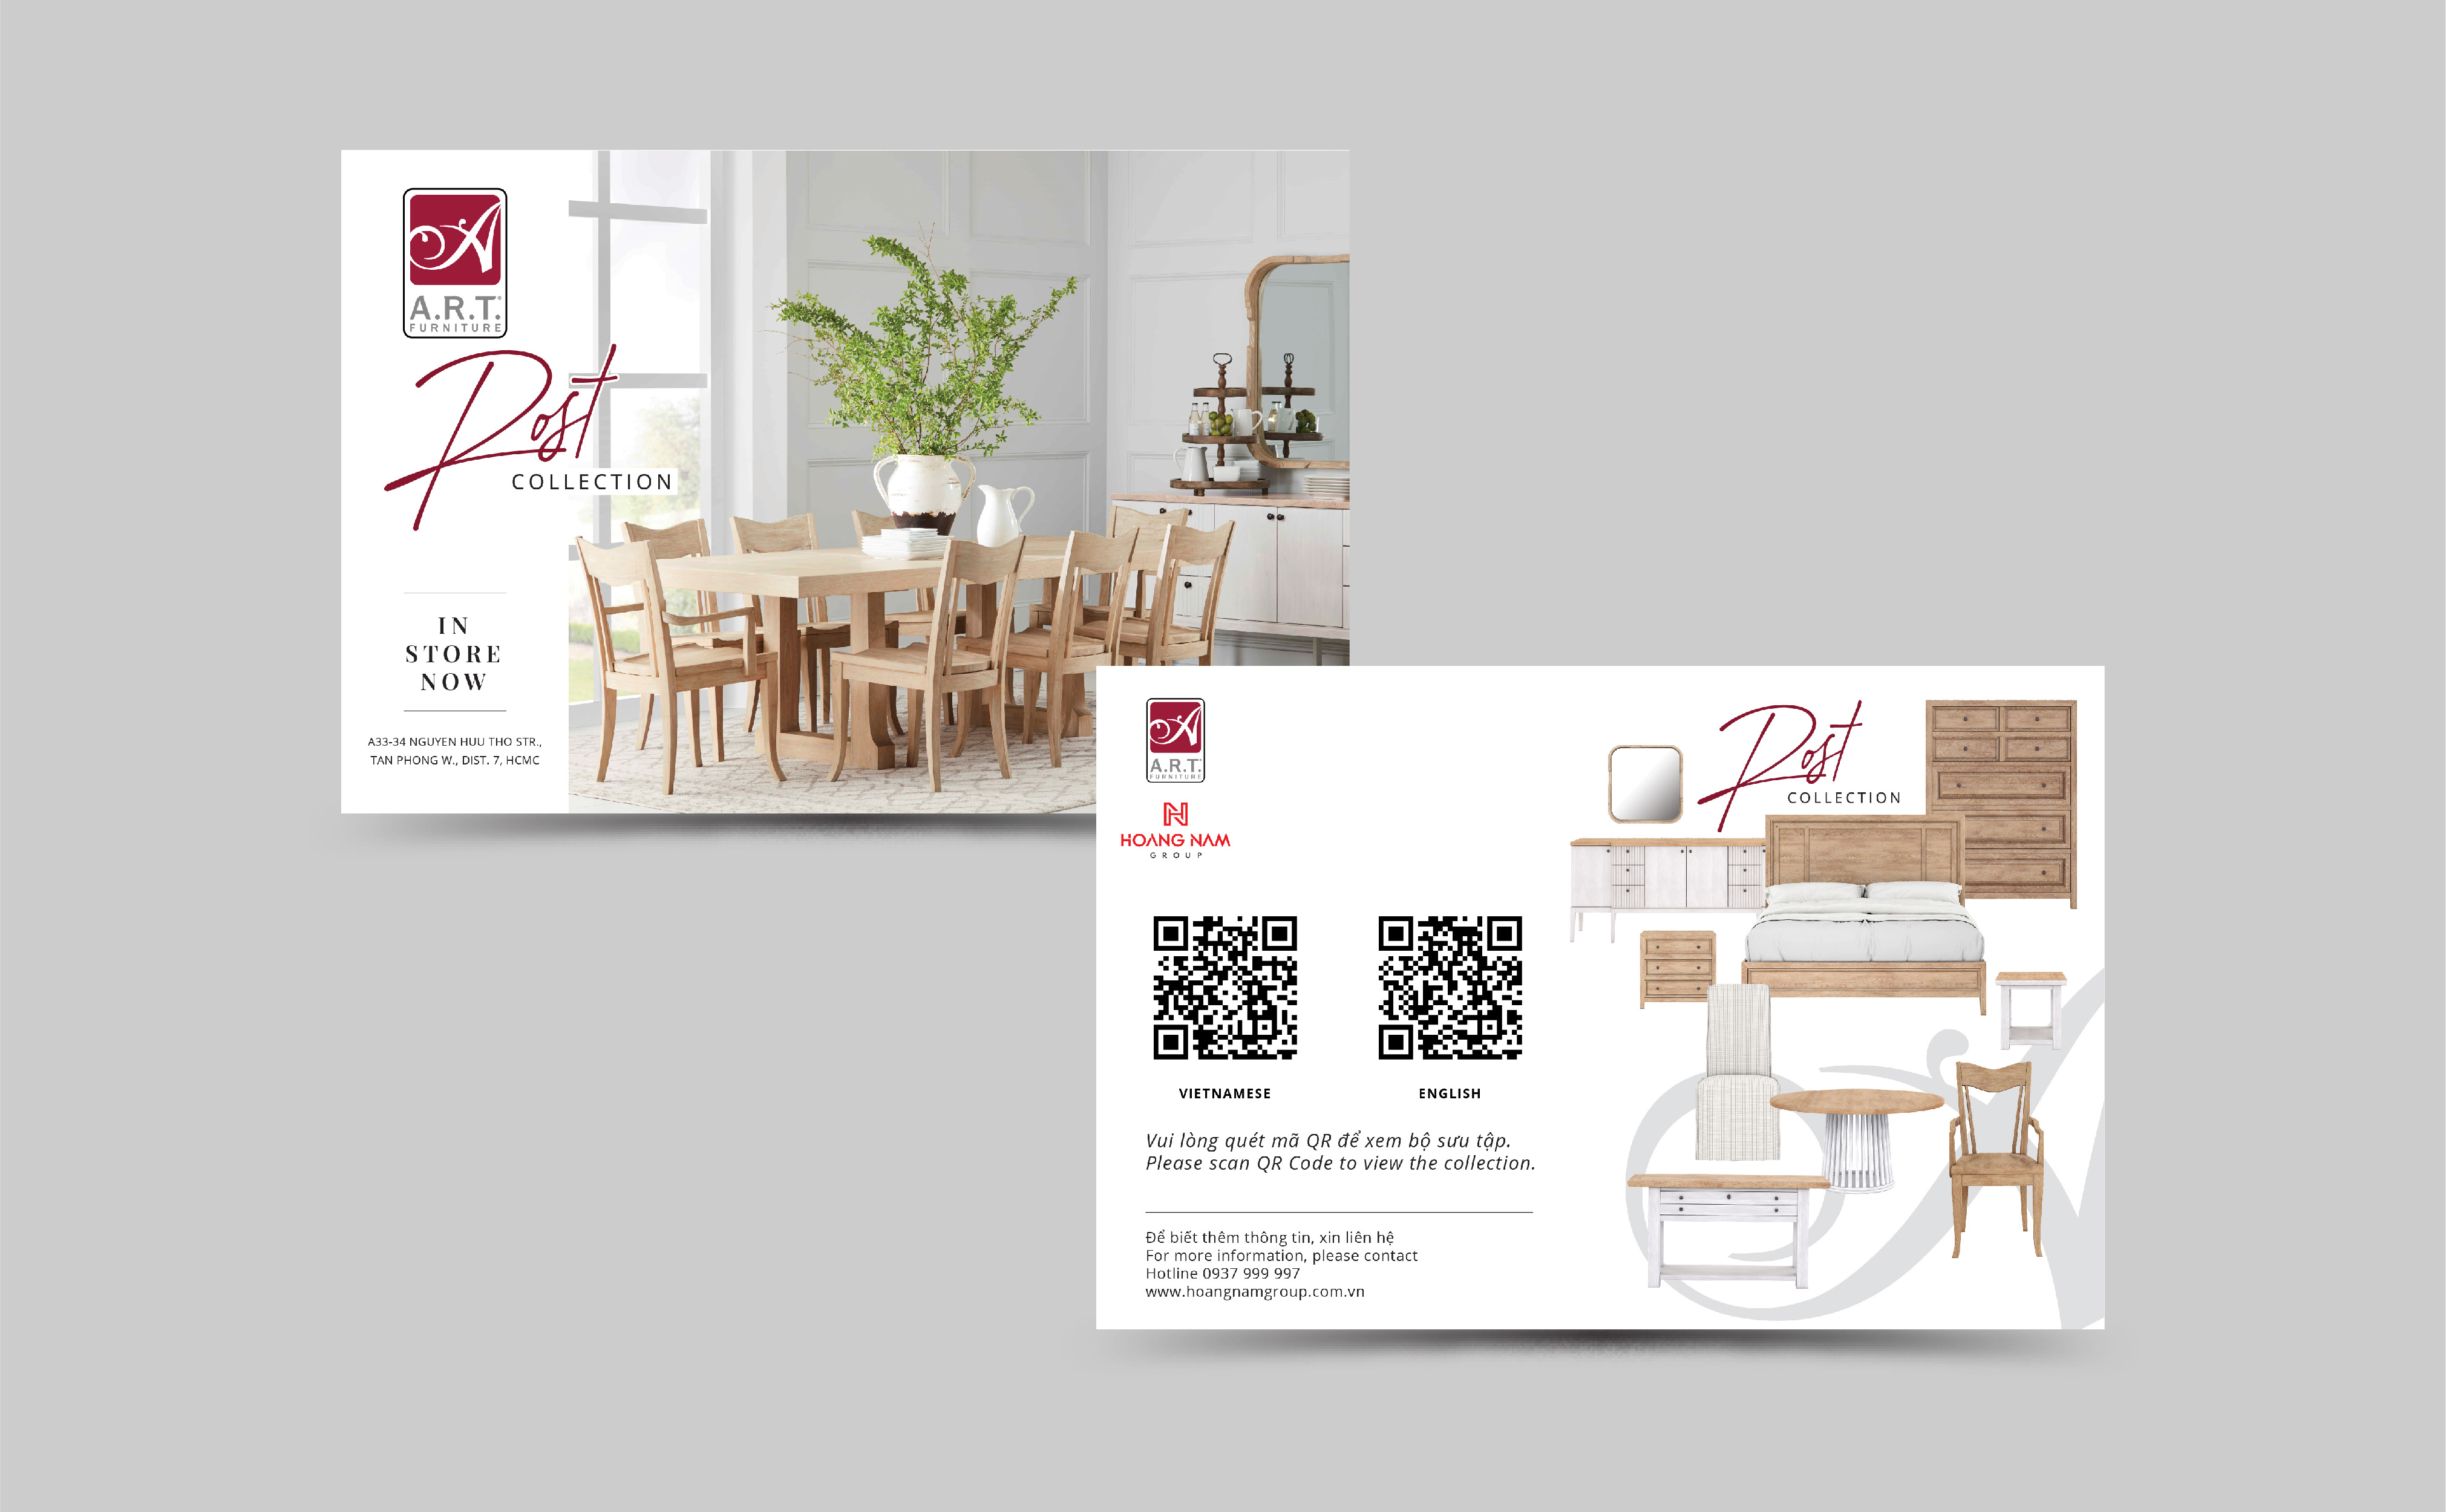 A.R.T.
FURNITURE
Post
COLLECTION
IN
STORE
NOW
A33-34 NGUYEN HUU THO STR.,
TAN PHONG W., DIST. 7, HCMC
A.R.T.
FURNITURE
HOANG NAM
GROUP
Post
COLLECTION
VIETNAMESE
ENGLISH
Vui lòng quét mã QR để xem bộ sưu tập.
Please scan QR Code to view the collection.
Để biết thêm thông tin, xin liên hệ
For more information, please contact
Hotline 0937 999 997
www.hoangnamgroup.com.vn